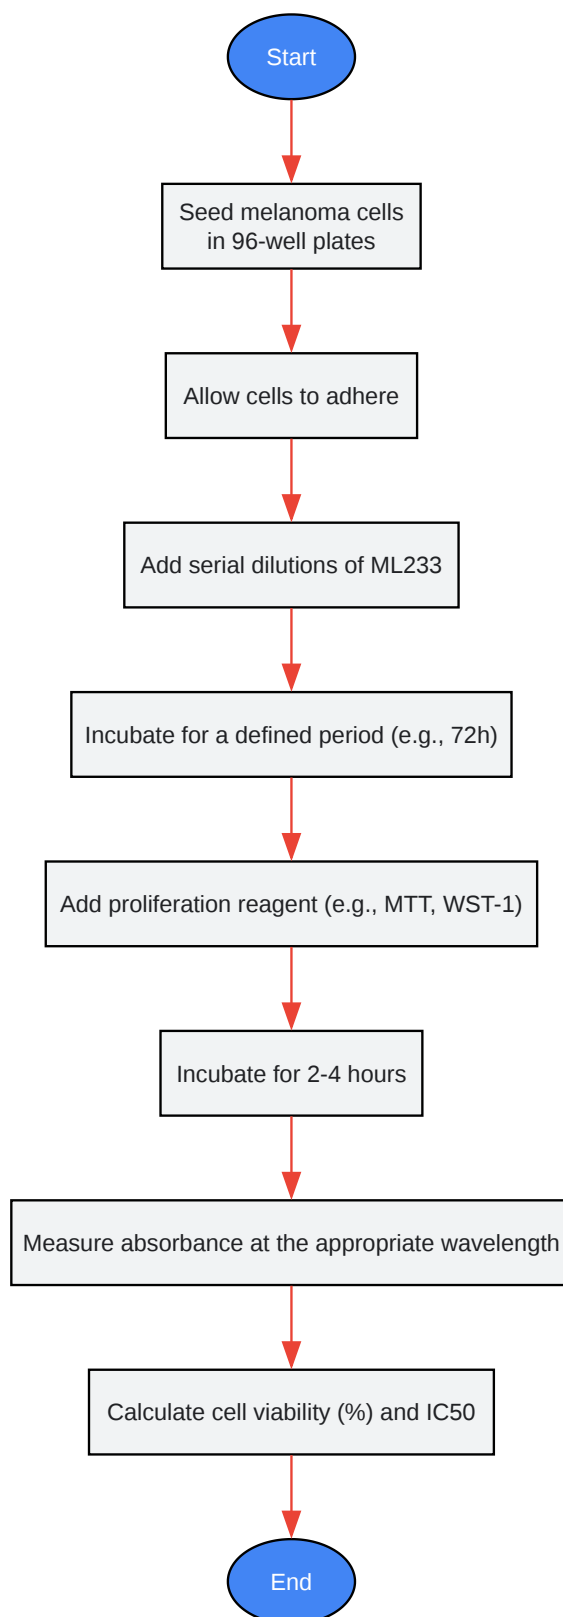 Start
Seed melanoma cells
in 96-well plates
Allow cells to adhere
Add serial dilutions of ML233
Incubate for a defined period (e.g., 72h)
Add proliferation reagent (e.g., MTT, WST-1)
Incubate for 2-4 hours
Measure absorbance at the appropriate wavelength
Calculate cell viability (%) and IC50
End